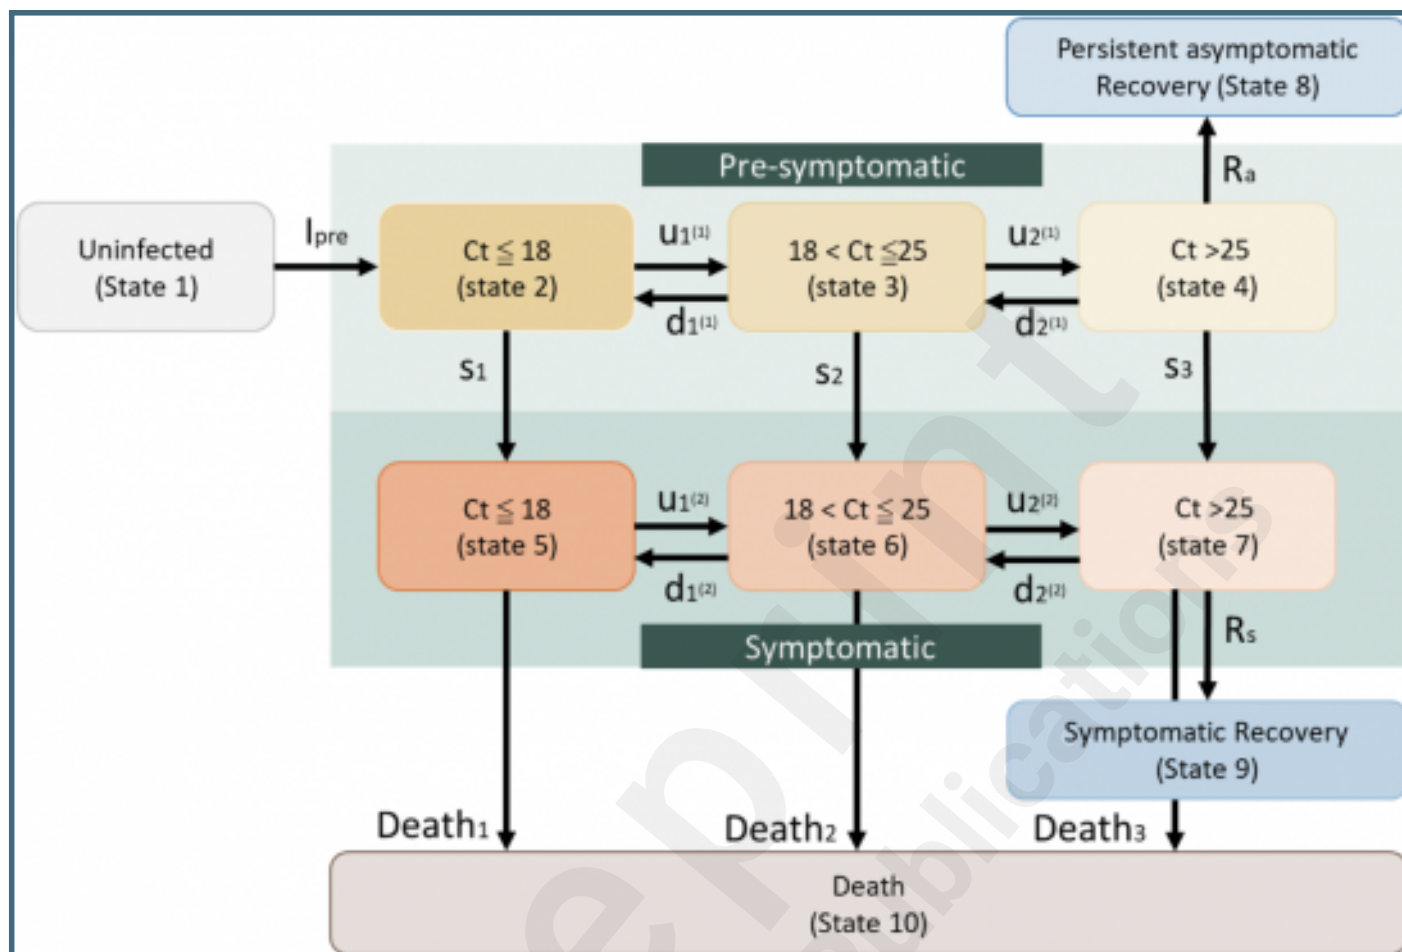 Persistent asymptomatic
Recovery (State 8)
Pre-symptomatic
Rₐ
Uninfected
(State 1)
Ipre
Ct ≦ 18
(state 2)
u1⁽¹⁾
d1⁽¹⁾
18 < Ct ≦25
(state 3)
u2⁽¹⁾
d2⁽¹⁾
Ct >25
(state 4)
s1
s2
s3
Ct ≦ 18
(state 5)
u1⁽²⁾
d1⁽²⁾
18 < Ct ≦ 25
(state 6)
u2⁽²⁾
d2⁽²⁾
Ct >25
(state 7)
Symptomatic
Rₛ
Symptomatic Recovery
(State 9)
Death1
Death2
Death3
Death
(State 10)
eprint
ublications